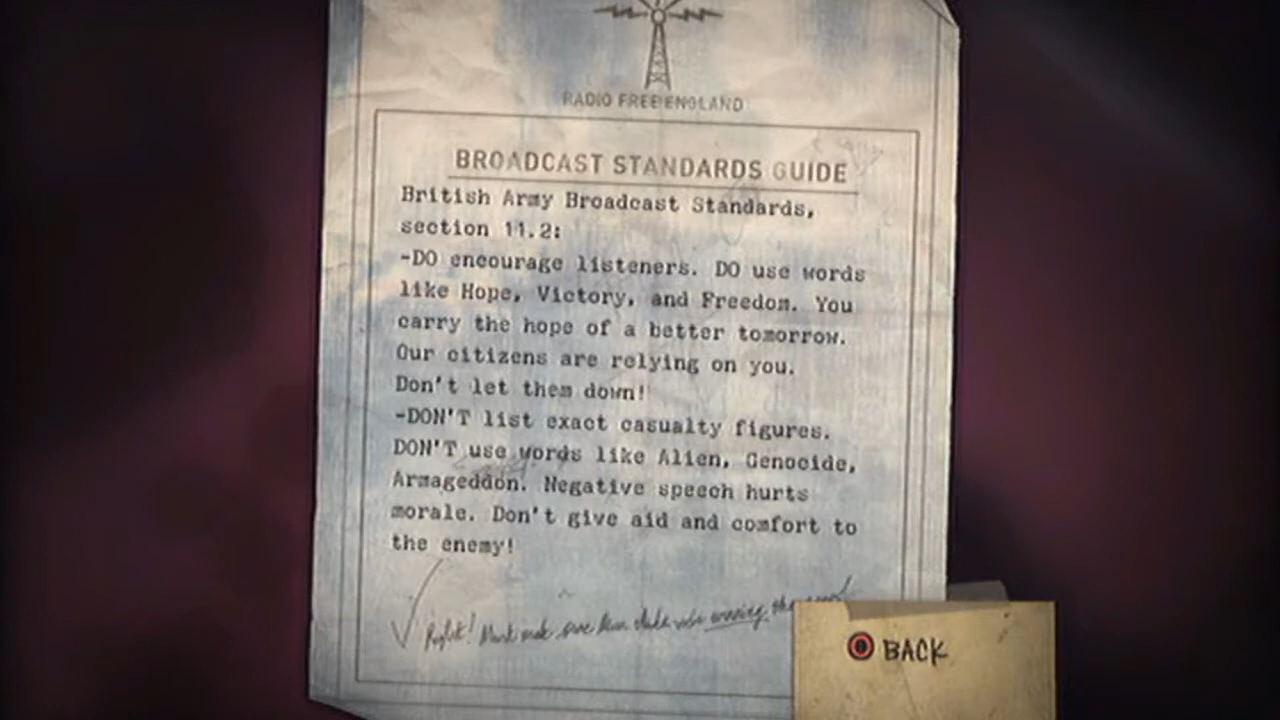 RADIO FREE ENGLAND
BROADCAST STANDARDS GUIDE
British Army Broadcast Standards,
section 11.2:
-DO encourage listeners. DO use words
like Hope, Victory, and Freedom. You
carry the hope of a better tomorrow.
Our citizens are relying on you.
Don't let them down!
-DON'T list exact casualty figures.
DON'T use words like Alien, Genocide,
Armageddon. Negative speech hurts
morale. Don't give aid and comfort to
the enemy!
Right! sure winning the
BACK